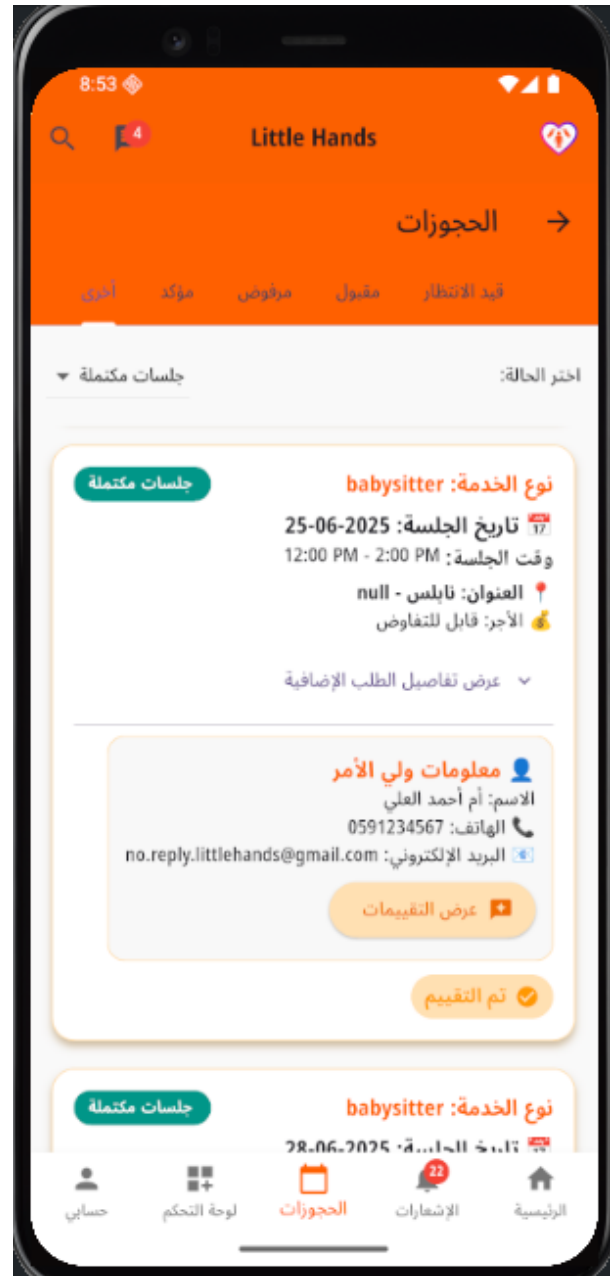 8:53
4
Little Hands
الحجوزات
قيد الانتظار مقبول مرفوض مؤكد أخرى
اختر الحالة: جلسات مكتملة
نوع الخدمة: babysitter جلسات مكتملة
17 تاريخ الجلسة: 2025-06-25
وقت الجلسة: 12:00 PM - 2:00 PM
العنوان: نابلس - null
الأجر: قابل للتفاوض
عرض تفاصيل الطلب الإضافية
معلومات ولي الأمر
الاسم: أم أحمد العلي
الهاتف: 0591234567
البريد الإلكتروني: no.reply.littlehands@gmail.com
عرض التقييمات
تم التقييم
نوع الخدمة: babysitter جلسات مكتملة
17 تاريخ الجلسة: 2025-06-28
22
الرئيسية الإشعارات الحجوزات لوحة التحكم حسابي